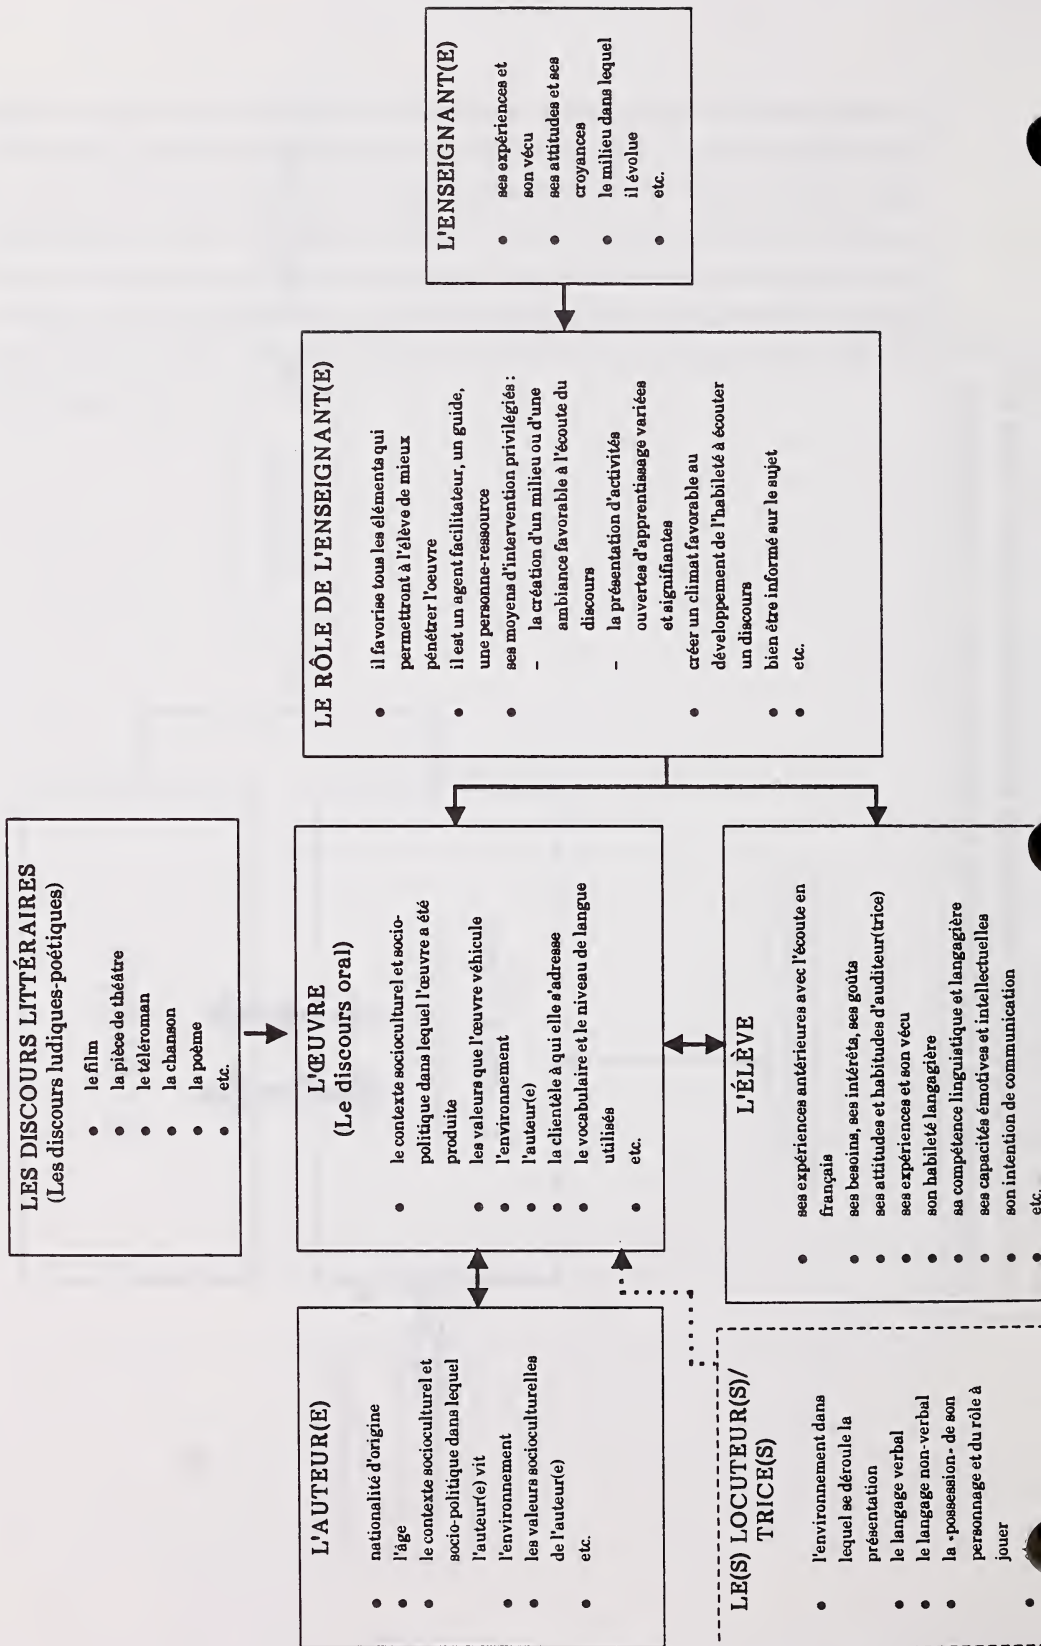 LES DISCOURS LITTÉRAIRES
(Les discours ludiques-poétiques)
• le film
• la pièce de théâtre
• le téléroman
• la chanson
• la poème
• etc.
L'AUTEUR(E)
• nationalité d'origine
• l'âge
• le contexte socioculturel et
socio-politique dans lequel
l'auteur(e) vit
• l'environnement
• les valeurs socioculturelles
de l'auteur(e)
• etc.
L'ŒUVRE
(Le discours oral)
• le contexte socioculturel et socio-
politique dans lequel l'œuvre a été
produite
• les valeurs que l'œuvre véhicule
• l'environnement
• l'auteur(e)
• la clientèle à qui elle s'adresse
• le vocabulaire et le niveau de langue
utilisés
• etc.
LE RÔLE DE L'ENSEIGNANT(E)
• il favorise tous les éléments qui
permettront à l'élève de mieux
pénétrer l'oeuvre
• il est un agent facilitateur, un guide,
une personne-ressource
• ses moyens d'intervention privilégiés :
– la création d'un milieu ou d'une
ambiance favorable à l'écoute du
discours
– la présentation d'activités
ouvertes d'apprentissage variées
et signifiantes
• créer un climat favorable au
développement de l'habileté à écouter
un discours
• bien être informé sur le sujet
• etc.
L'ENSEIGNANT(E)
• ses expériences et
son vécu
• ses attitudes et ses
croyances
• le milieu dans lequel
il évolue
• etc.
LE(S) LOCUTEUR(S)/
TRICE(S)
• l'environnement dans
lequel se déroule la
présentation
• le langage verbal
• le langage non-verbal
• la «possession» de son
personnage et du rôle à
jouer
L'ÉLÈVE
• ses expériences antérieures avec l'écoute en
français
• ses besoins, ses intérêts, ses goûts
• ses attitudes et habitudes d'auditeur(trice)
• ses expériences et son vécu
• son habileté langagière
• sa compétence linguistique et langagière
• ses capacités émotives et intellectuelles
• son intention de communication
• etc.